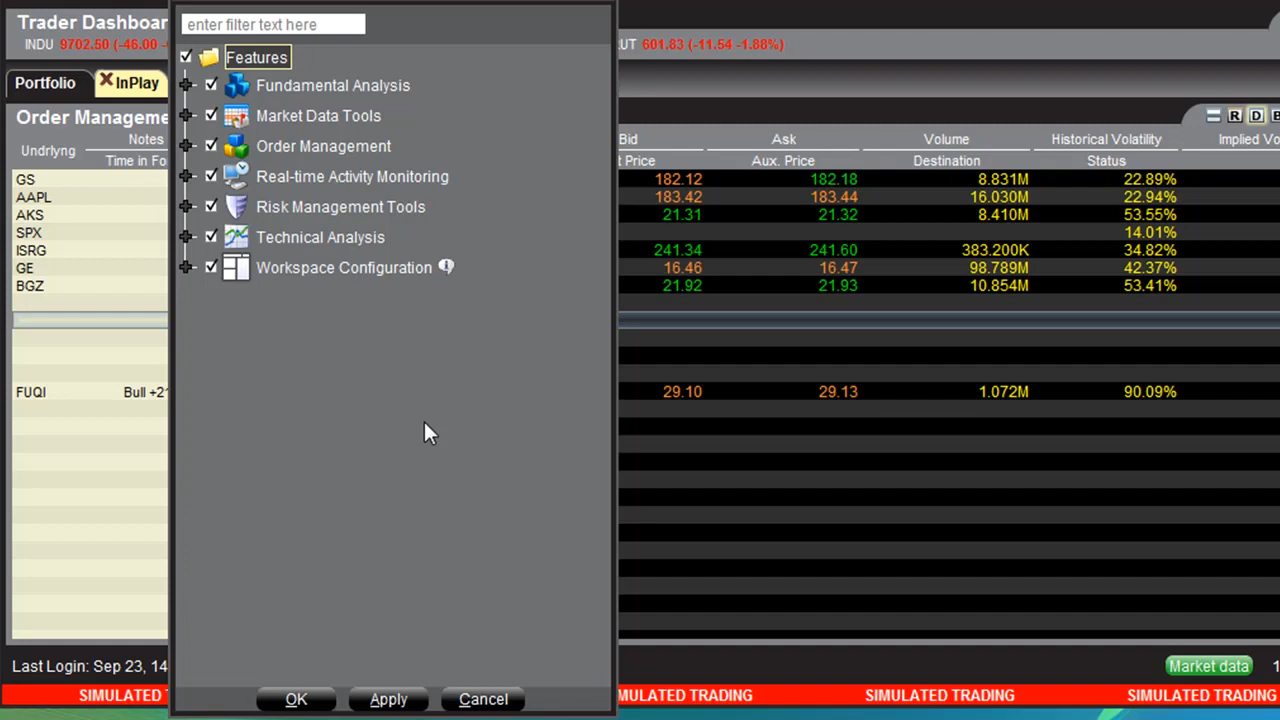 Trader Dashboar
INDU 9702.50 (-46.00
UT 601.83 (-11.54 -1.88%)
enter filter text here
Portfolio
InPlay
Features
Fundamental Analysis
Market Data Tools
Order Management
Real-time Activity Monitoring
Risk Management Tools
Technical Analysis
Workspace Configuration
Order Manageme
R D
Undrlyng Notes Bid Ask Volume Historical Volatility Implied Vo
Time in Fo t Price Aux. Price Destination Status
GS 182.12 182.18 8.831M 22.89%
AAPL 183.42 183.44 16.030M 22.94%
AKS 21.31 21.32 8.410M 53.55%
SPX 14.01%
ISRG 241.34 241.60 383.200K 34.82%
GE 16.46 16.47 98.789M 42.37%
BGZ 21.92 21.93 10.854M 53.41%
FUQI Bull +2 29.10 29.13 1.072M 90.09%
Last Login: Sep 23, 14
Market data
OK Apply Cancel
SIMULATED T MULATED TRADING SIMULATED TRADING SIMULATED TRADING